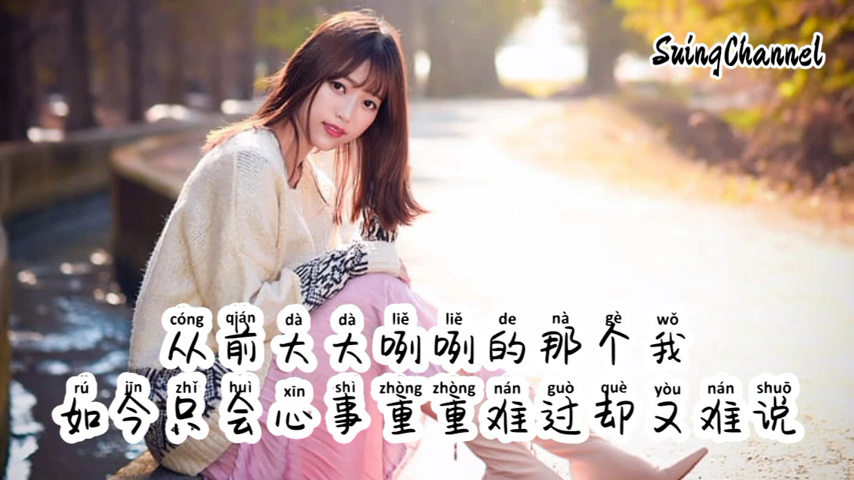 SuingChannel
cóng qián dà dà liě liě de nà gè wǒ
从前大大咧咧的那个我
rú jīn zhǐ huì xīn shì zhòng zhòng nán guò què yòu nán shuō
如今只会心事重重难过却又难说